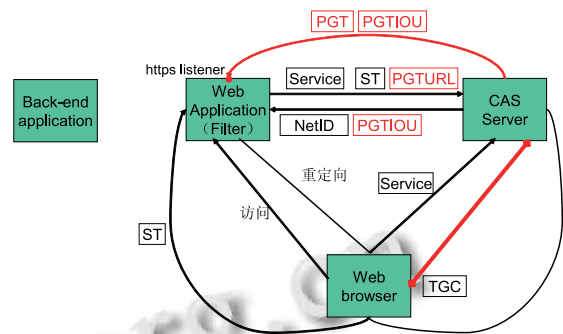 PGT PGTIOU
https listener
Back-end
application
Web
Application
（Filter）
Service ST PGTURL
NetID PGTIOU
CAS
Server
重定向
Service
访问
ST
Web
browser
TGC